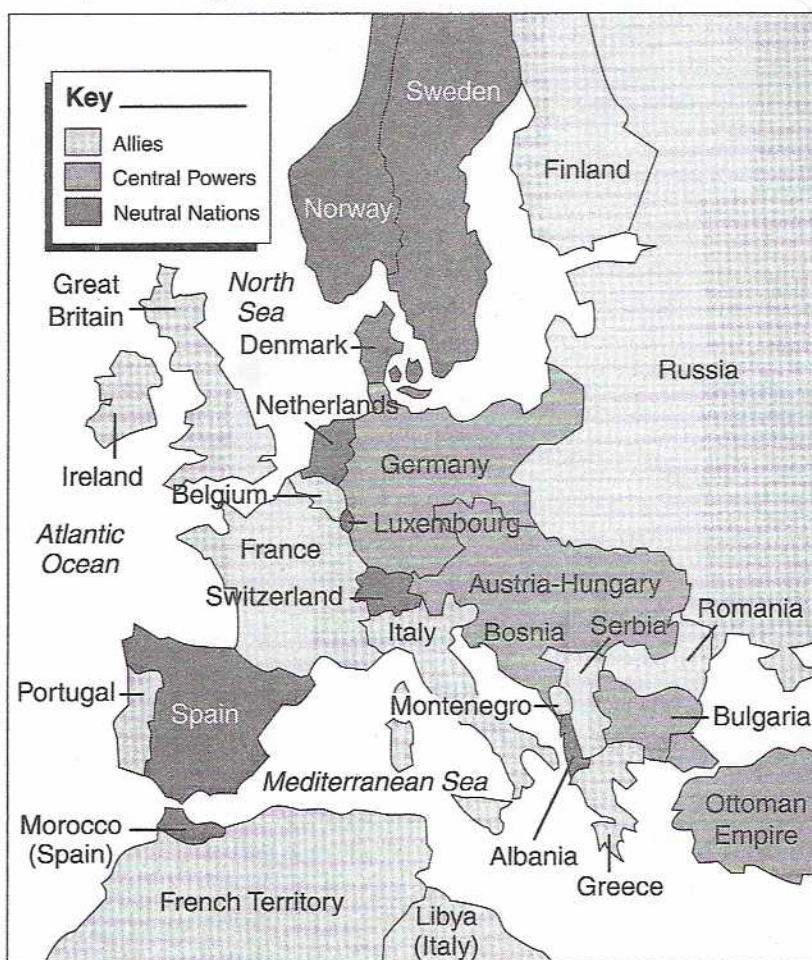 Key
Allies
Central Powers
Neutral Nations
Sweden
Norway
Finland
Great
Britain
North
Sea
Denmark
Russia
Netherlands
Ireland
Germany
Belgium
Atlantic
Ocean
Luxembourg
France
Switzerland
Austria-Hungary
Italy
Bosnia
Serbia
Romania
Portugal
Spain
Montenegro
Bulgaria
Mediterranean Sea
Morocco
(Spain)
Ottoman
Empire
Albania
Greece
French Territory
Libya
(Italy)